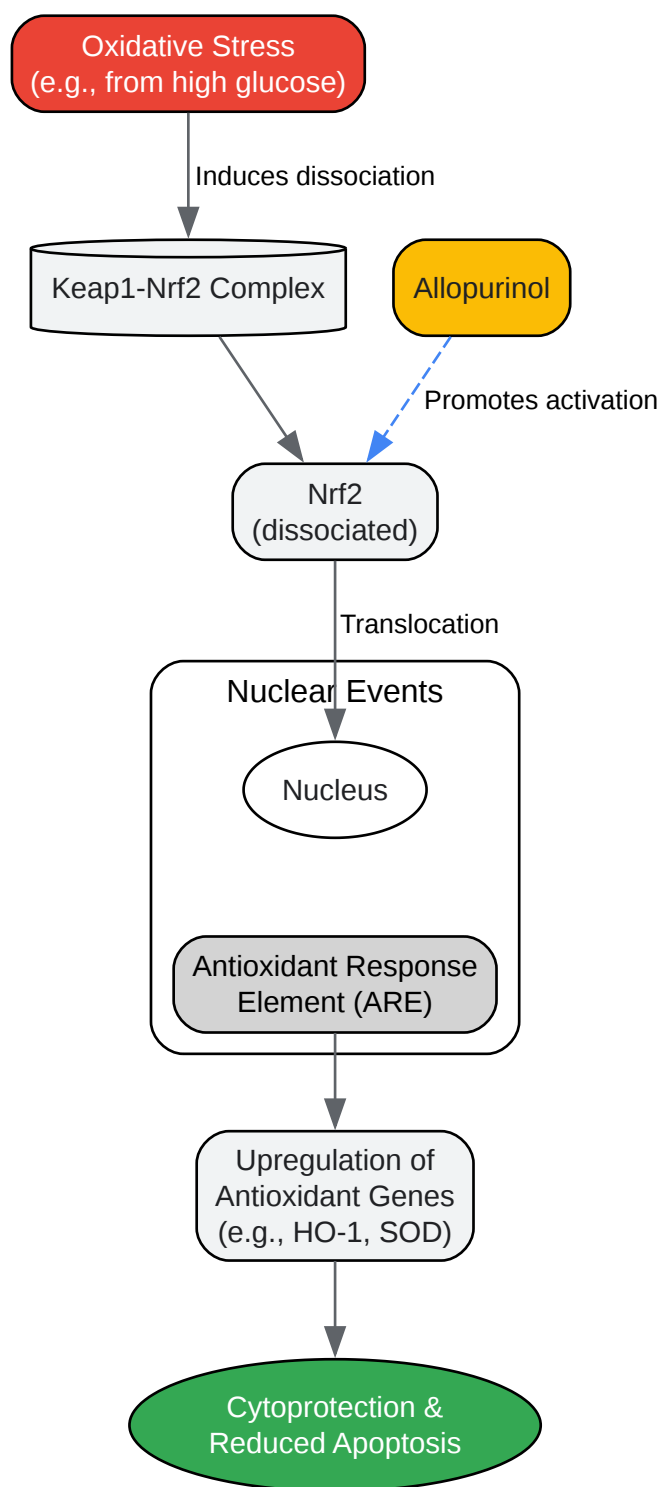 Oxidative Stress
(e.g., from high glucose)
Induces dissociation
Keap1-Nrf2 Complex
Allopurinol
Promotes activation
Nrf2
(dissociated)
Translocation
Nuclear Events
Nucleus
Antioxidant Response
Element (ARE)
Upregulation of
Antioxidant Genes
(e.g., HO-1, SOD)
Cytoprotection &
Reduced Apoptosis